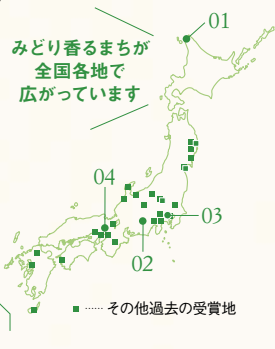 01
みどり香るまちが
全国各地で
広がっています
04
03
02
■ …… その他過去の受賞地